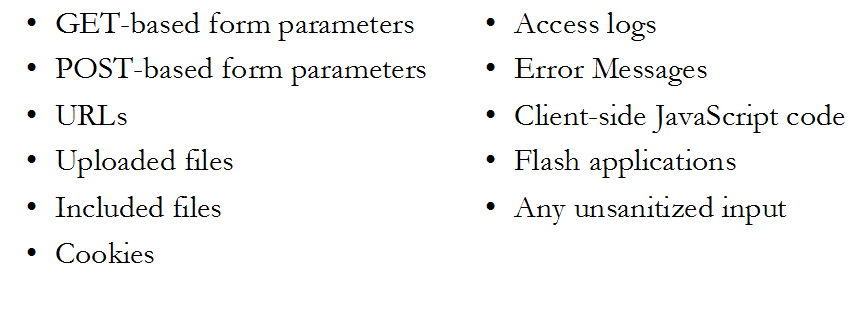 • GET-based form parameters
• POST-based form parameters
• URLs
• Uploaded files
• Included files
• Cookies
• Access logs
• Error Messages
• Client-side JavaScript code
• Flash applications
• Any unsanitized input